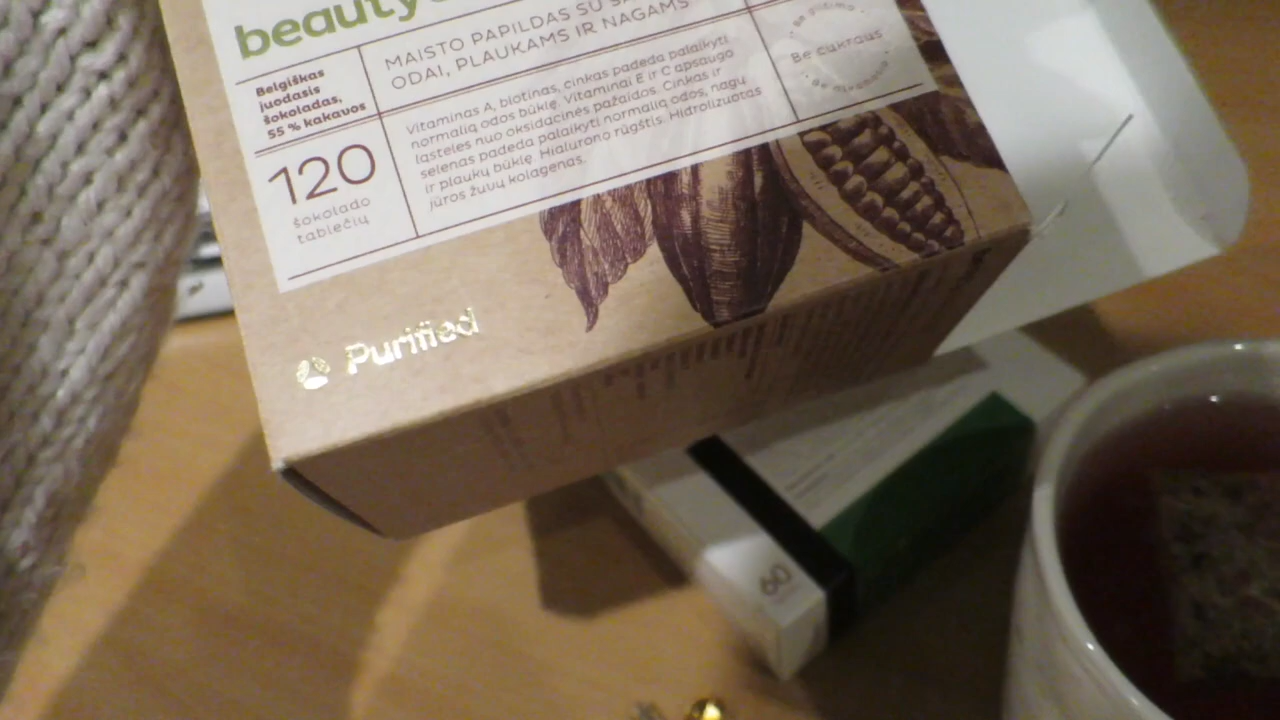 beauty
Belgiškas
juodasis
šokoladas,
55 % kakavos
120
šokolado
tablečių
MAISTO PAPILDAS SU
ODAI, PLAUKAMS IR NAGAMS
Vitaminas A, biotinas, cinkas padeda palaikyti
normalią odos būklę. Vitaminai E ir C apsaugo
ląsteles nuo oksidacinės pažaidos. Cinkas ir
selenas padeda palaikyti normalią odos, nagų
ir plaukų būklę. Hialurono rūgštis. Hidrolizuotas
jūros žuvų kolagenas.
Be cukraus
Purified
60